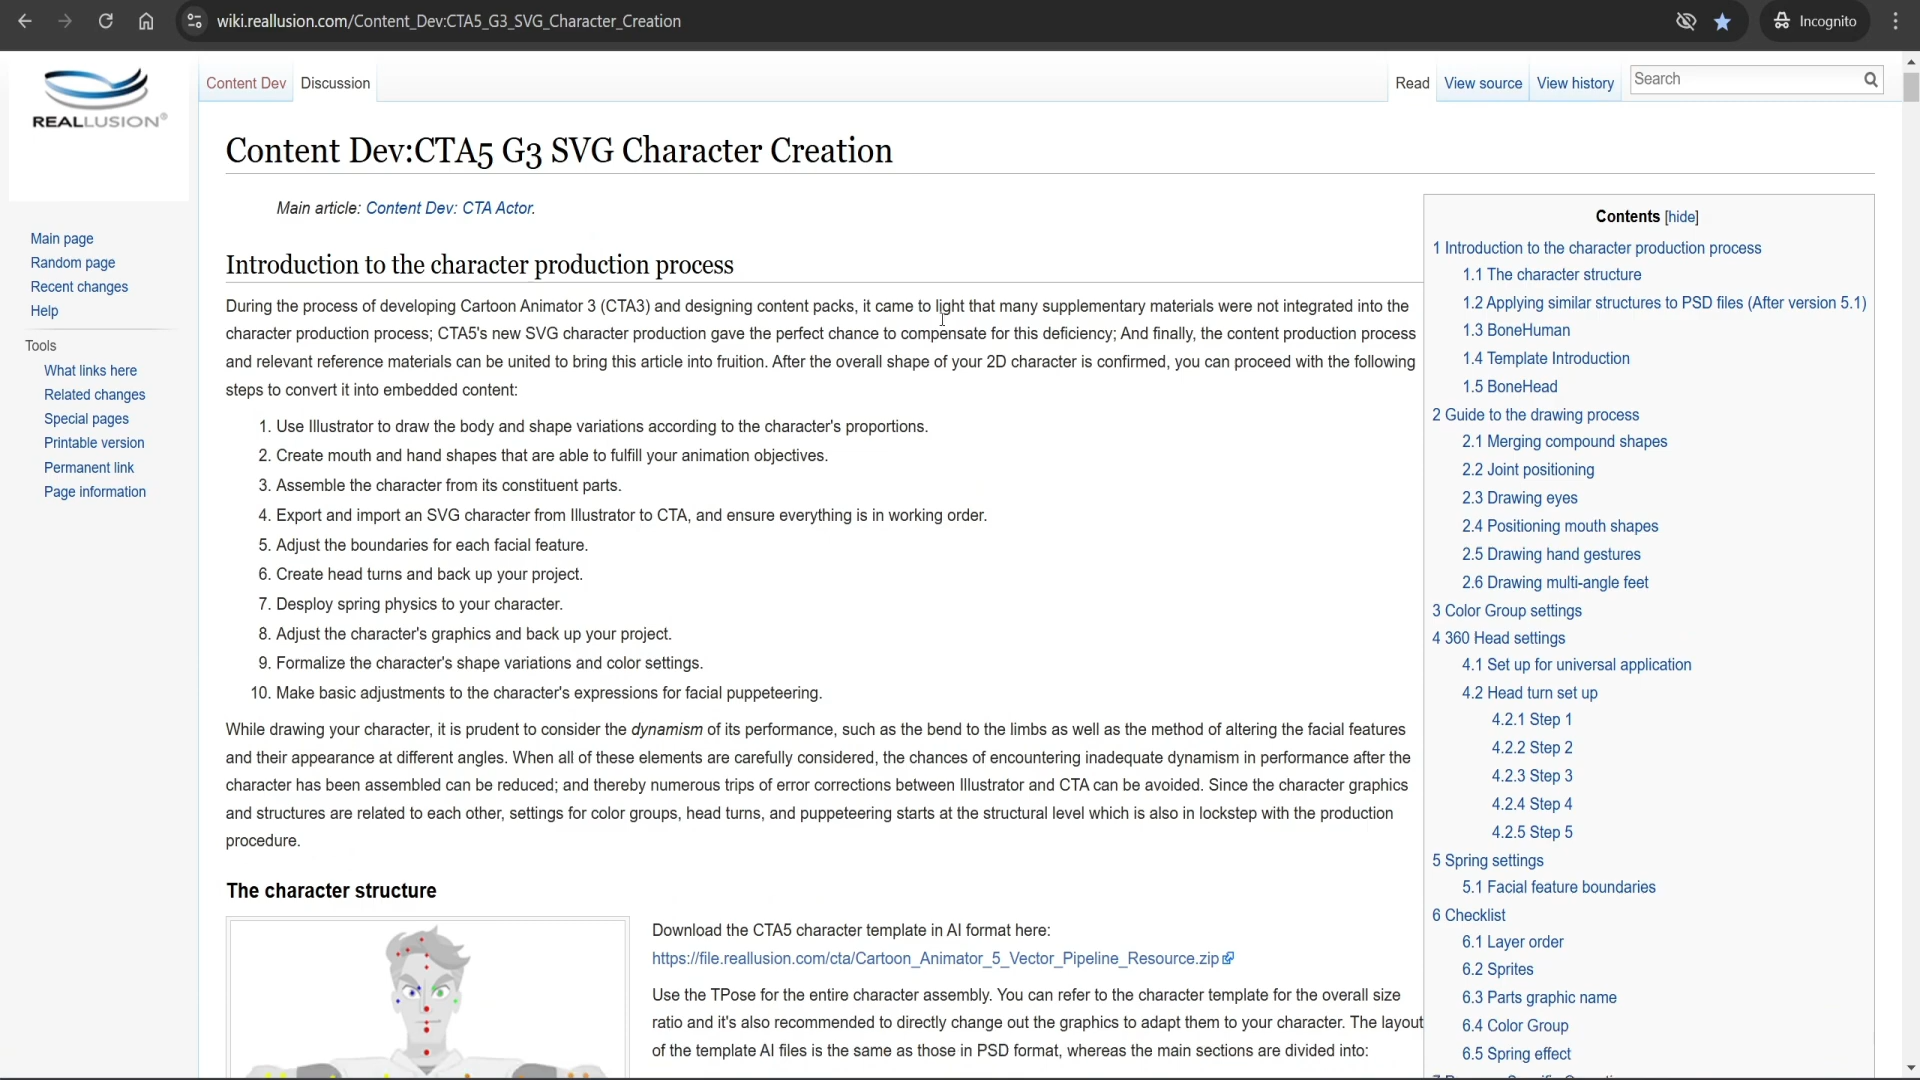 wiki.reallusion.com/Content_Dev:CTA5_G3_SVG_Character_Creation
Incognito
REALLUSION®
Content Dev
Discussion
Read
View source
View history
Search
Main page
Random page
Recent changes
Help
Tools
What links here
Related changes
Special pages
Printable version
Permanent link
Page information
Content Dev:CTA5 G3 SVG Character Creation
Main article: Content Dev: CTA Actor.
Introduction to the character production process
During the process of developing Cartoon Animator 3 (CTA3) and designing content packs, it came to light that many supplementary materials were not integrated into the
character production process; CTA5's new SVG character production gave the perfect chance to compensate for this deficiency; And finally, the content production process
and relevant reference materials can be united to bring this article into fruition. After the overall shape of your 2D character is confirmed, you can proceed with the following
steps to convert it into embedded content:
1. Use Illustrator to draw the body and shape variations according to the character's proportions.
2. Create mouth and hand shapes that are able to fulfill your animation objectives.
3. Assemble the character from its constituent parts.
4. Export and import an SVG character from Illustrator to CTA, and ensure everything is in working order.
5. Adjust the boundaries for each facial feature.
6. Create head turns and back up your project.
7. Desploy spring physics to your character.
8. Adjust the character's graphics and back up your project.
9. Formalize the character's shape variations and color settings.
10. Make basic adjustments to the character's expressions for facial puppeteering.
While drawing your character, it is prudent to consider the dynamism of its performance, such as the bend to the limbs as well as the method of altering the facial features
and their appearance at different angles. When all of these elements are carefully considered, the chances of encountering inadequate dynamism in performance after the
character has been assembled can be reduced; and thereby numerous trips of error corrections between Illustrator and CTA can be avoided. Since the character graphics
and structures are related to each other, settings for color groups, head turns, and puppeteering starts at the structural level which is also in lockstep with the production
procedure.
The character structure
Download the CTA5 character template in AI format here:
https://file.reallusion.com/cta/Cartoon_Animator_5_Vector_Pipeline_Resource.zip
Use the TPose for the entire character assembly. You can refer to the character template for the overall size
ratio and it's also recommended to directly change out the graphics to adapt them to your character. The layout
of the template AI files is the same as those in PSD format, whereas the main sections are divided into:
Contents [hide]
1 Introduction to the character production process
1.1 The character structure
1.2 Applying similar structures to PSD files (After version 5.1)
1.3 BoneHuman
1.4 Template Introduction
1.5 BoneHead
2 Guide to the drawing process
2.1 Merging compound shapes
2.2 Joint positioning
2.3 Drawing eyes
2.4 Positioning mouth shapes
2.5 Drawing hand gestures
2.6 Drawing multi-angle feet
3 Color Group settings
4 360 Head settings
4.1 Set up for universal application
4.2 Head turn set up
4.2.1 Step 1
4.2.2 Step 2
4.2.3 Step 3
4.2.4 Step 4
4.2.5 Step 5
5 Spring settings
5.1 Facial feature boundaries
6 Checklist
6.1 Layer order
6.2 Sprites
6.3 Parts graphic name
6.4 Color Group
6.5 Spring effect